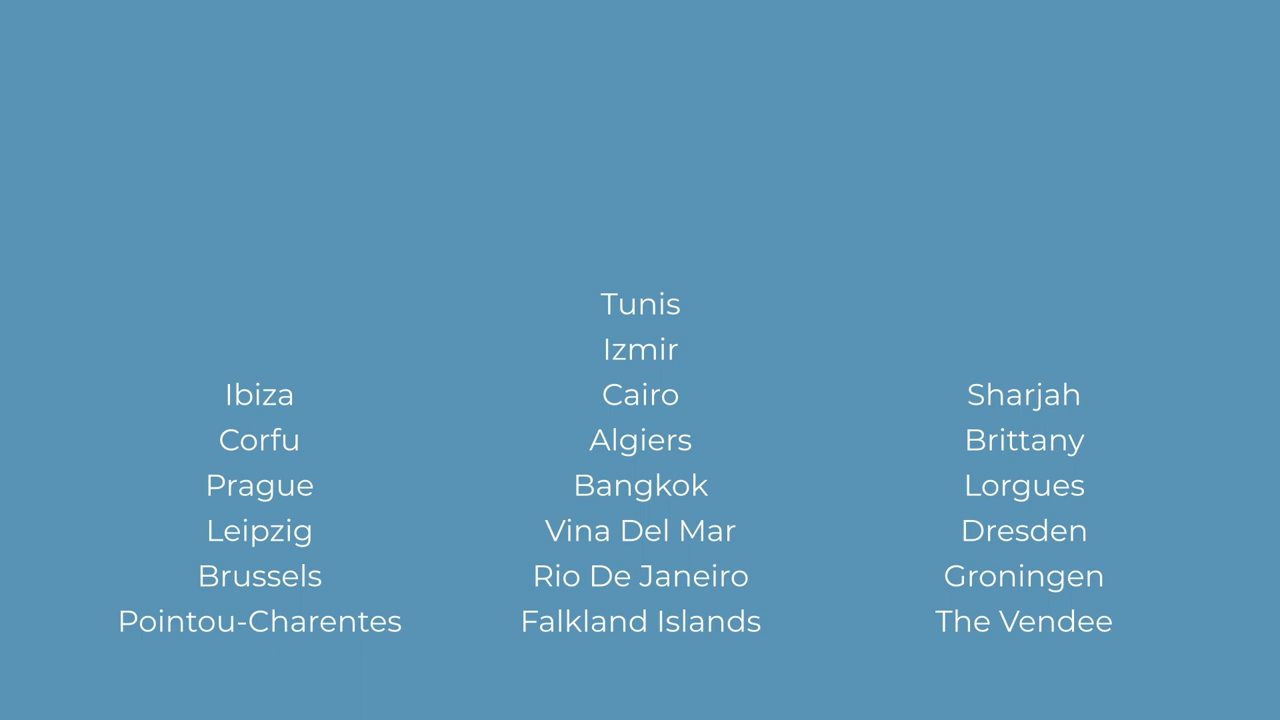 Ibiza
Corfu
Prague
Leipzig
Brussels
Pointou-Charentes
Tunis
Izmir
Cairo
Algiers
Bangkok
Vina Del Mar
Rio De Janeiro
Falkland Islands
Sharjah
Brittany
Lorgues
Dresden
Groningen
The Vendee